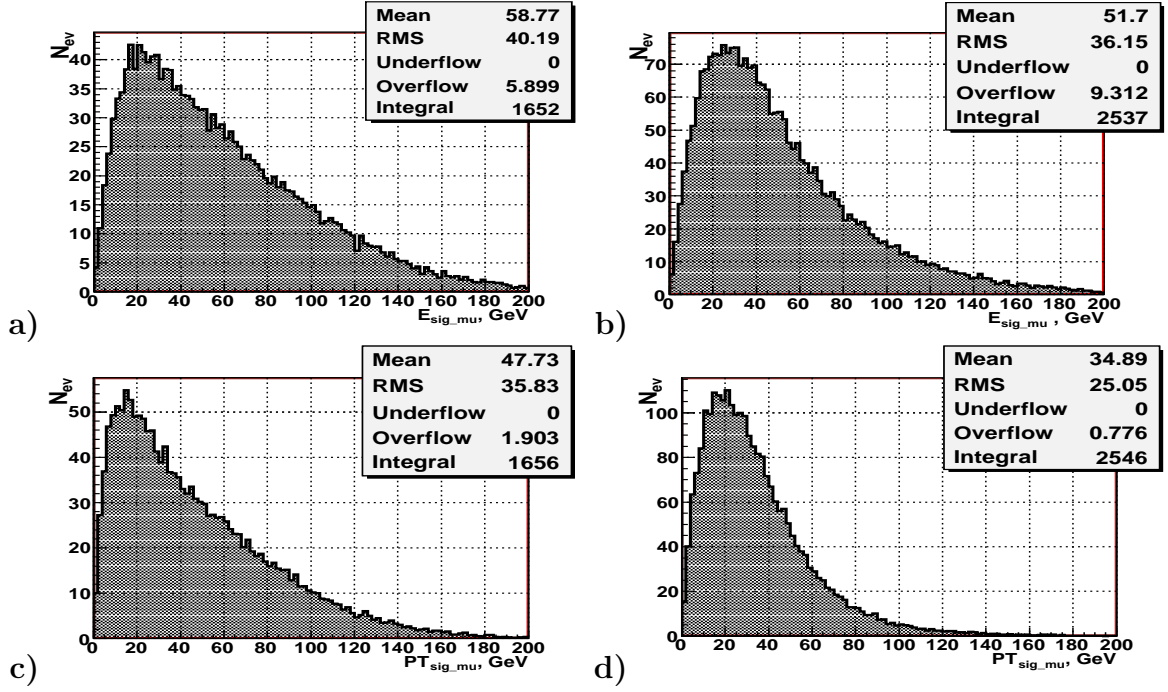 Mean 58.77
RMS 40.19
Underflow 0
Overflow 5.899
Integral 1652
N_ev
40
35
30
25
20
15
10
5
0
0 20 40 60 80 100 120 140 160 180 200
E_sig_mu, GeV
a)
Mean 51.7
RMS 36.15
Underflow 0
Overflow 9.312
Integral 2537
N_ev
70
60
50
40
30
20
10
0
0 20 40 60 80 100 120 140 160 180 200
E_sig_mu , GeV
b)
Mean 47.73
RMS 35.83
Underflow 0
Overflow 1.903
Integral 1656
N_ev
50
40
30
20
10
0
0 20 40 60 80 100 120 140 160 180 200
PT_sig_mu, GeV
c)
Mean 34.89
RMS 25.05
Underflow 0
Overflow 0.776
Integral 2546
N_ev
100
80
60
40
20
0
0 20 40 60 80 100 120 140 160 180 200
PT_sig_mu, GeV
d)